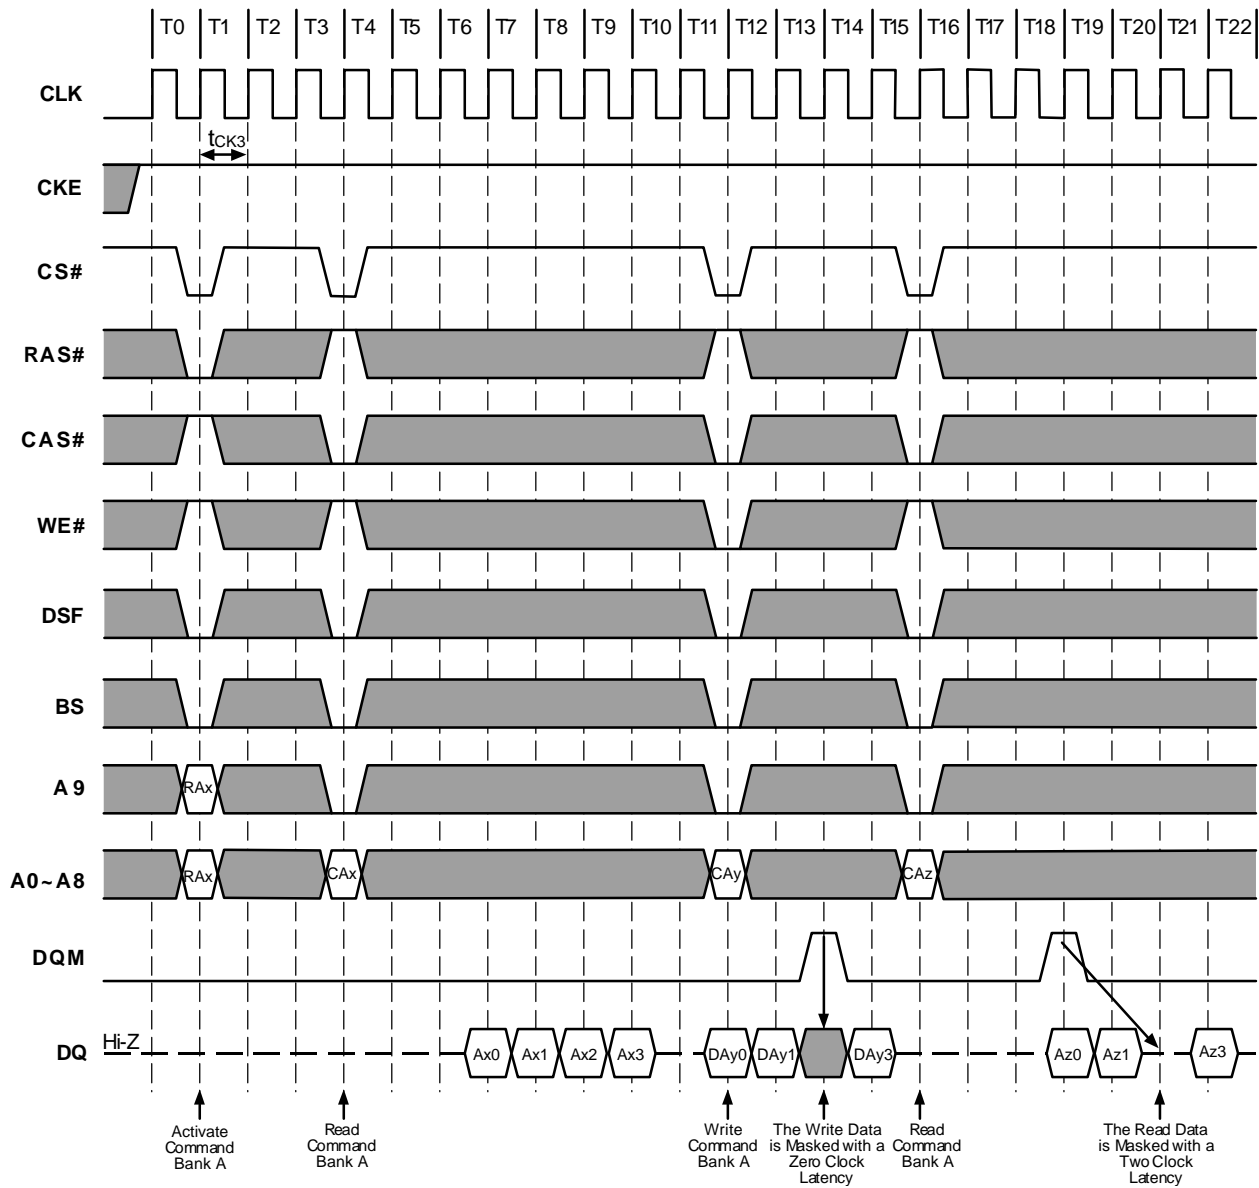 T0 T1 T2 T3 T4 T5 T6 T7 T8 T9 T10 T11 T12 T13 T14 T15 T16 T17 T18 T19 T20 T21 T22
CLK
tCK3
CKE
CS#
RAS#
CAS#
WE#
DSF
BS
A9 RAx
A0~A8 RAx CAx CAy CAz
DQM
DQ Hi-Z Ax0 Ax1 Ax2 Ax3 DAy0 DAy1 DAy3 Az0 Az1 Az3
Activate
Command
Bank A
Read
Command
Bank A
Write
Command
Bank A
The Write Data
is Masked with a
Zero Clock
Latency
Read
Command
Bank A
The Read Data
is Masked with a
Two Clock
Latency